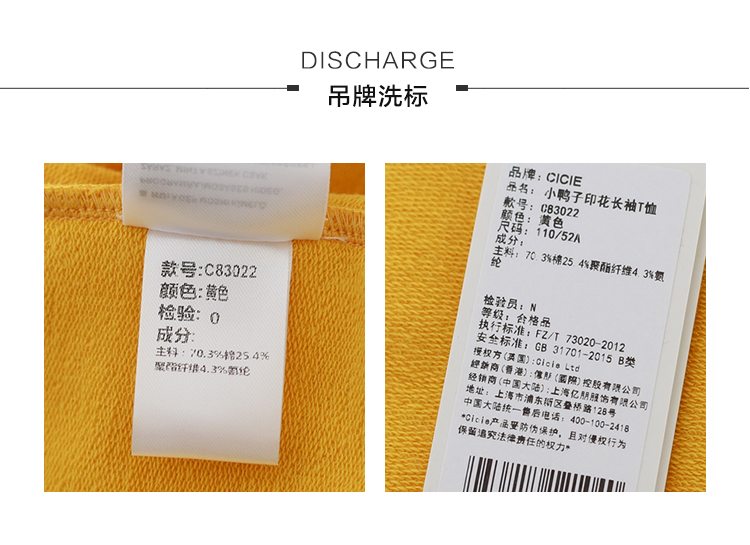 DISCHARGE
吊牌洗标
款号:C83022
颜色:黄色
检验: 0
成分:
主料:70.3%棉25.4%
聚酯纤维4.3%氨纶
品牌: CICIE
品名: 小鸭子印花长袖T恤
款号: C83022
颜色: 黄色
尺码: 110/52A
成分:
主料: 70.3%棉25.4%聚酯纤维4.3%氨
纶
检验员: N
等级: 合格品
执行标准: FZ/T 73020-2012
安全标准: GB 31701-2015 B类
授权方(英国):Cicie Ltd
经销商(香港):僖朋(國際)控股有限公司
经销商(中国大陆):上海亿朋服饰有限公司
地址: 上海市浦东新区叠桥路128号
中国大陆统一售后电话: 400-100-2418
*Cicie产品受防伪保护, 且对侵权行为
保留追究法律责任的权力*